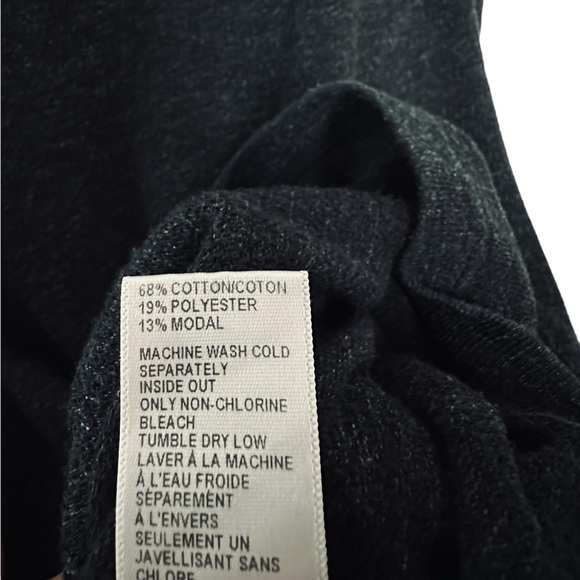 68% COTTON/COTON
19% POLYESTER
13% MODAL
MACHINE WASH COLD
SEPARATELY
INSIDE OUT
ONLY NON-CHLORINE
BLEACH
TUMBLE DRY LOW
LAVER À LA MACHINE
À L'EAU FROIDE
SÉPAREMENT
À L'ENVERS
SEULEMENT UN
JAVELLISANT SANS
CHLORE